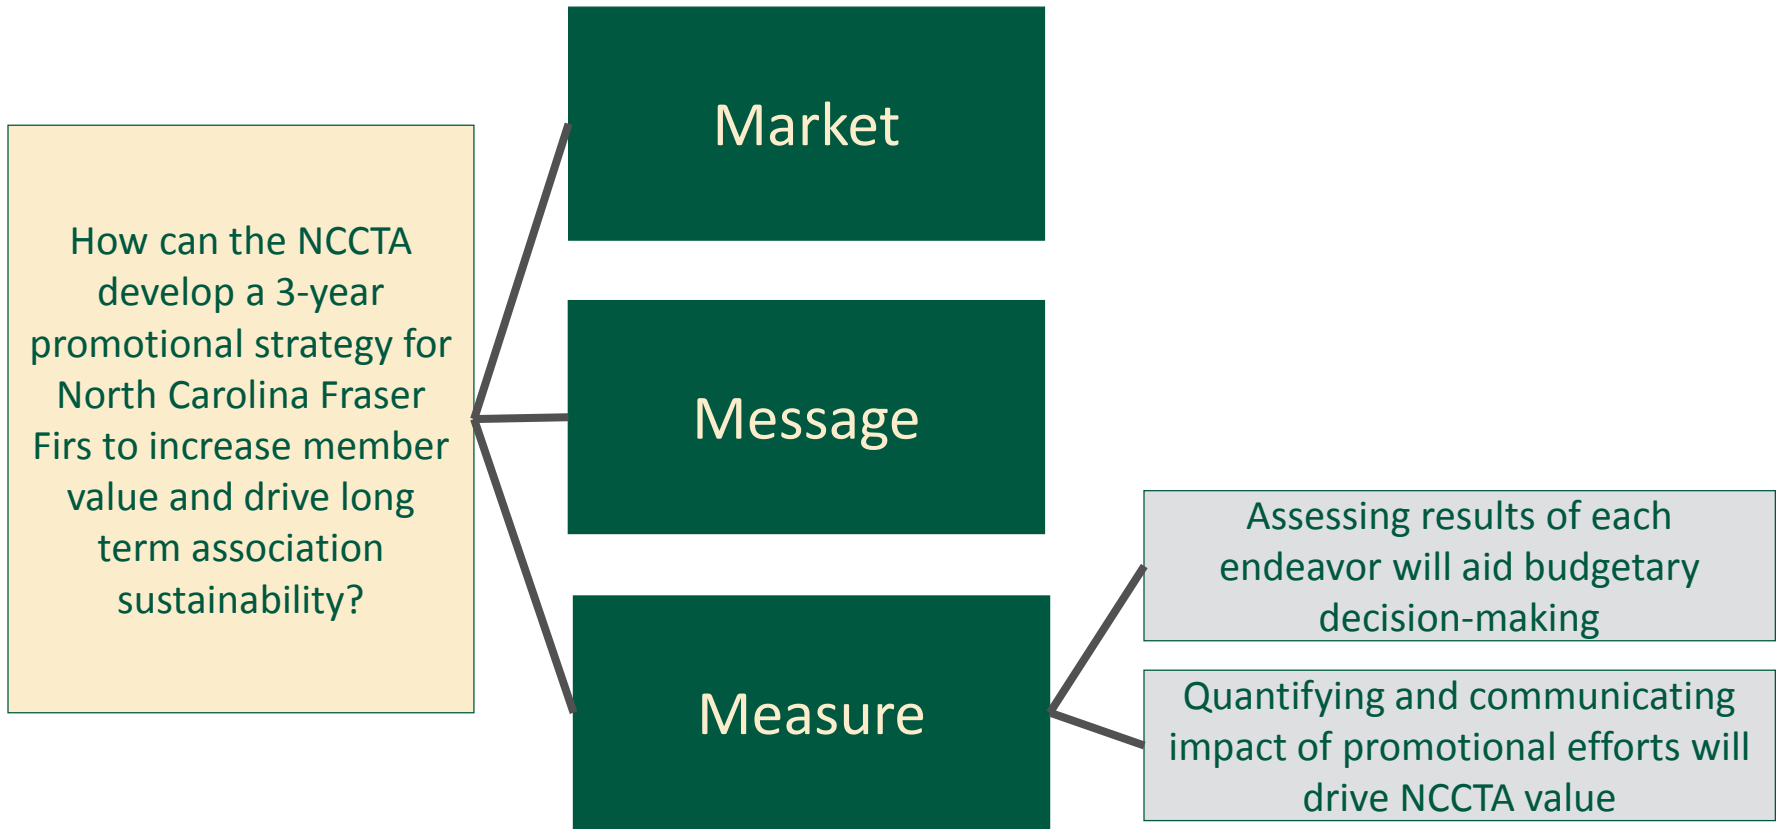 How can the NCCTA
develop a 3-year
promotional strategy for
North Carolina Fraser
Firs to increase member
value and drive long
term association
sustainability?
Market
Message
Measure
Assessing results of each
endeavor will aid budgetary
decision-making
Quantifying and communicating
impact of promotional efforts will
drive NCCTA value